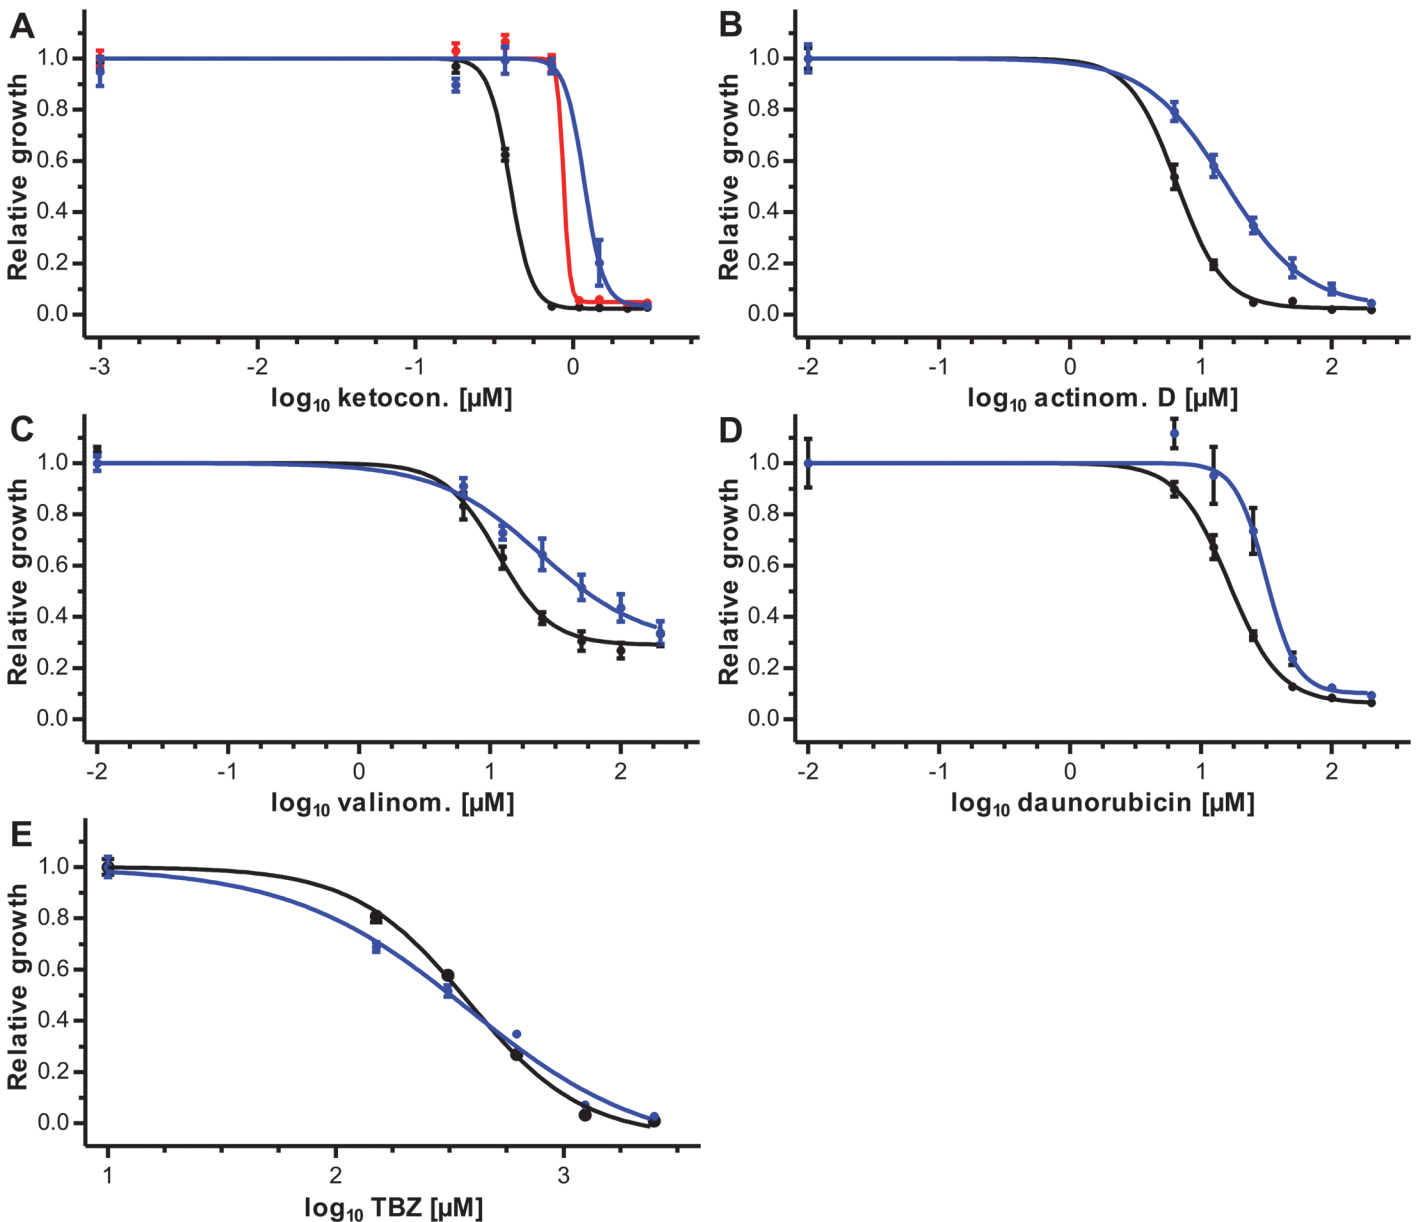 A
Relative growth
1.0
0.8
0.6
0.4
0.2
0.0
-3 -2 -1 0
log10 ketocon. [µM]
B
Relative growth
1.0
0.8
0.6
0.4
0.2
0.0
-2 -1 0 1 2
log10 actinom. D [µM]
C
Relative growth
1.0
0.8
0.6
0.4
0.2
0.0
-2 -1 0 1 2
log10 valinom. [µM]
D
Relative growth
1.0
0.8
0.6
0.4
0.2
0.0
-2 -1 0 1 2
log10 daunorubicin [µM]
E
Relative growth
1.0
0.8
0.6
0.4
0.2
0.0
1 2 3
log10 TBZ [µM]